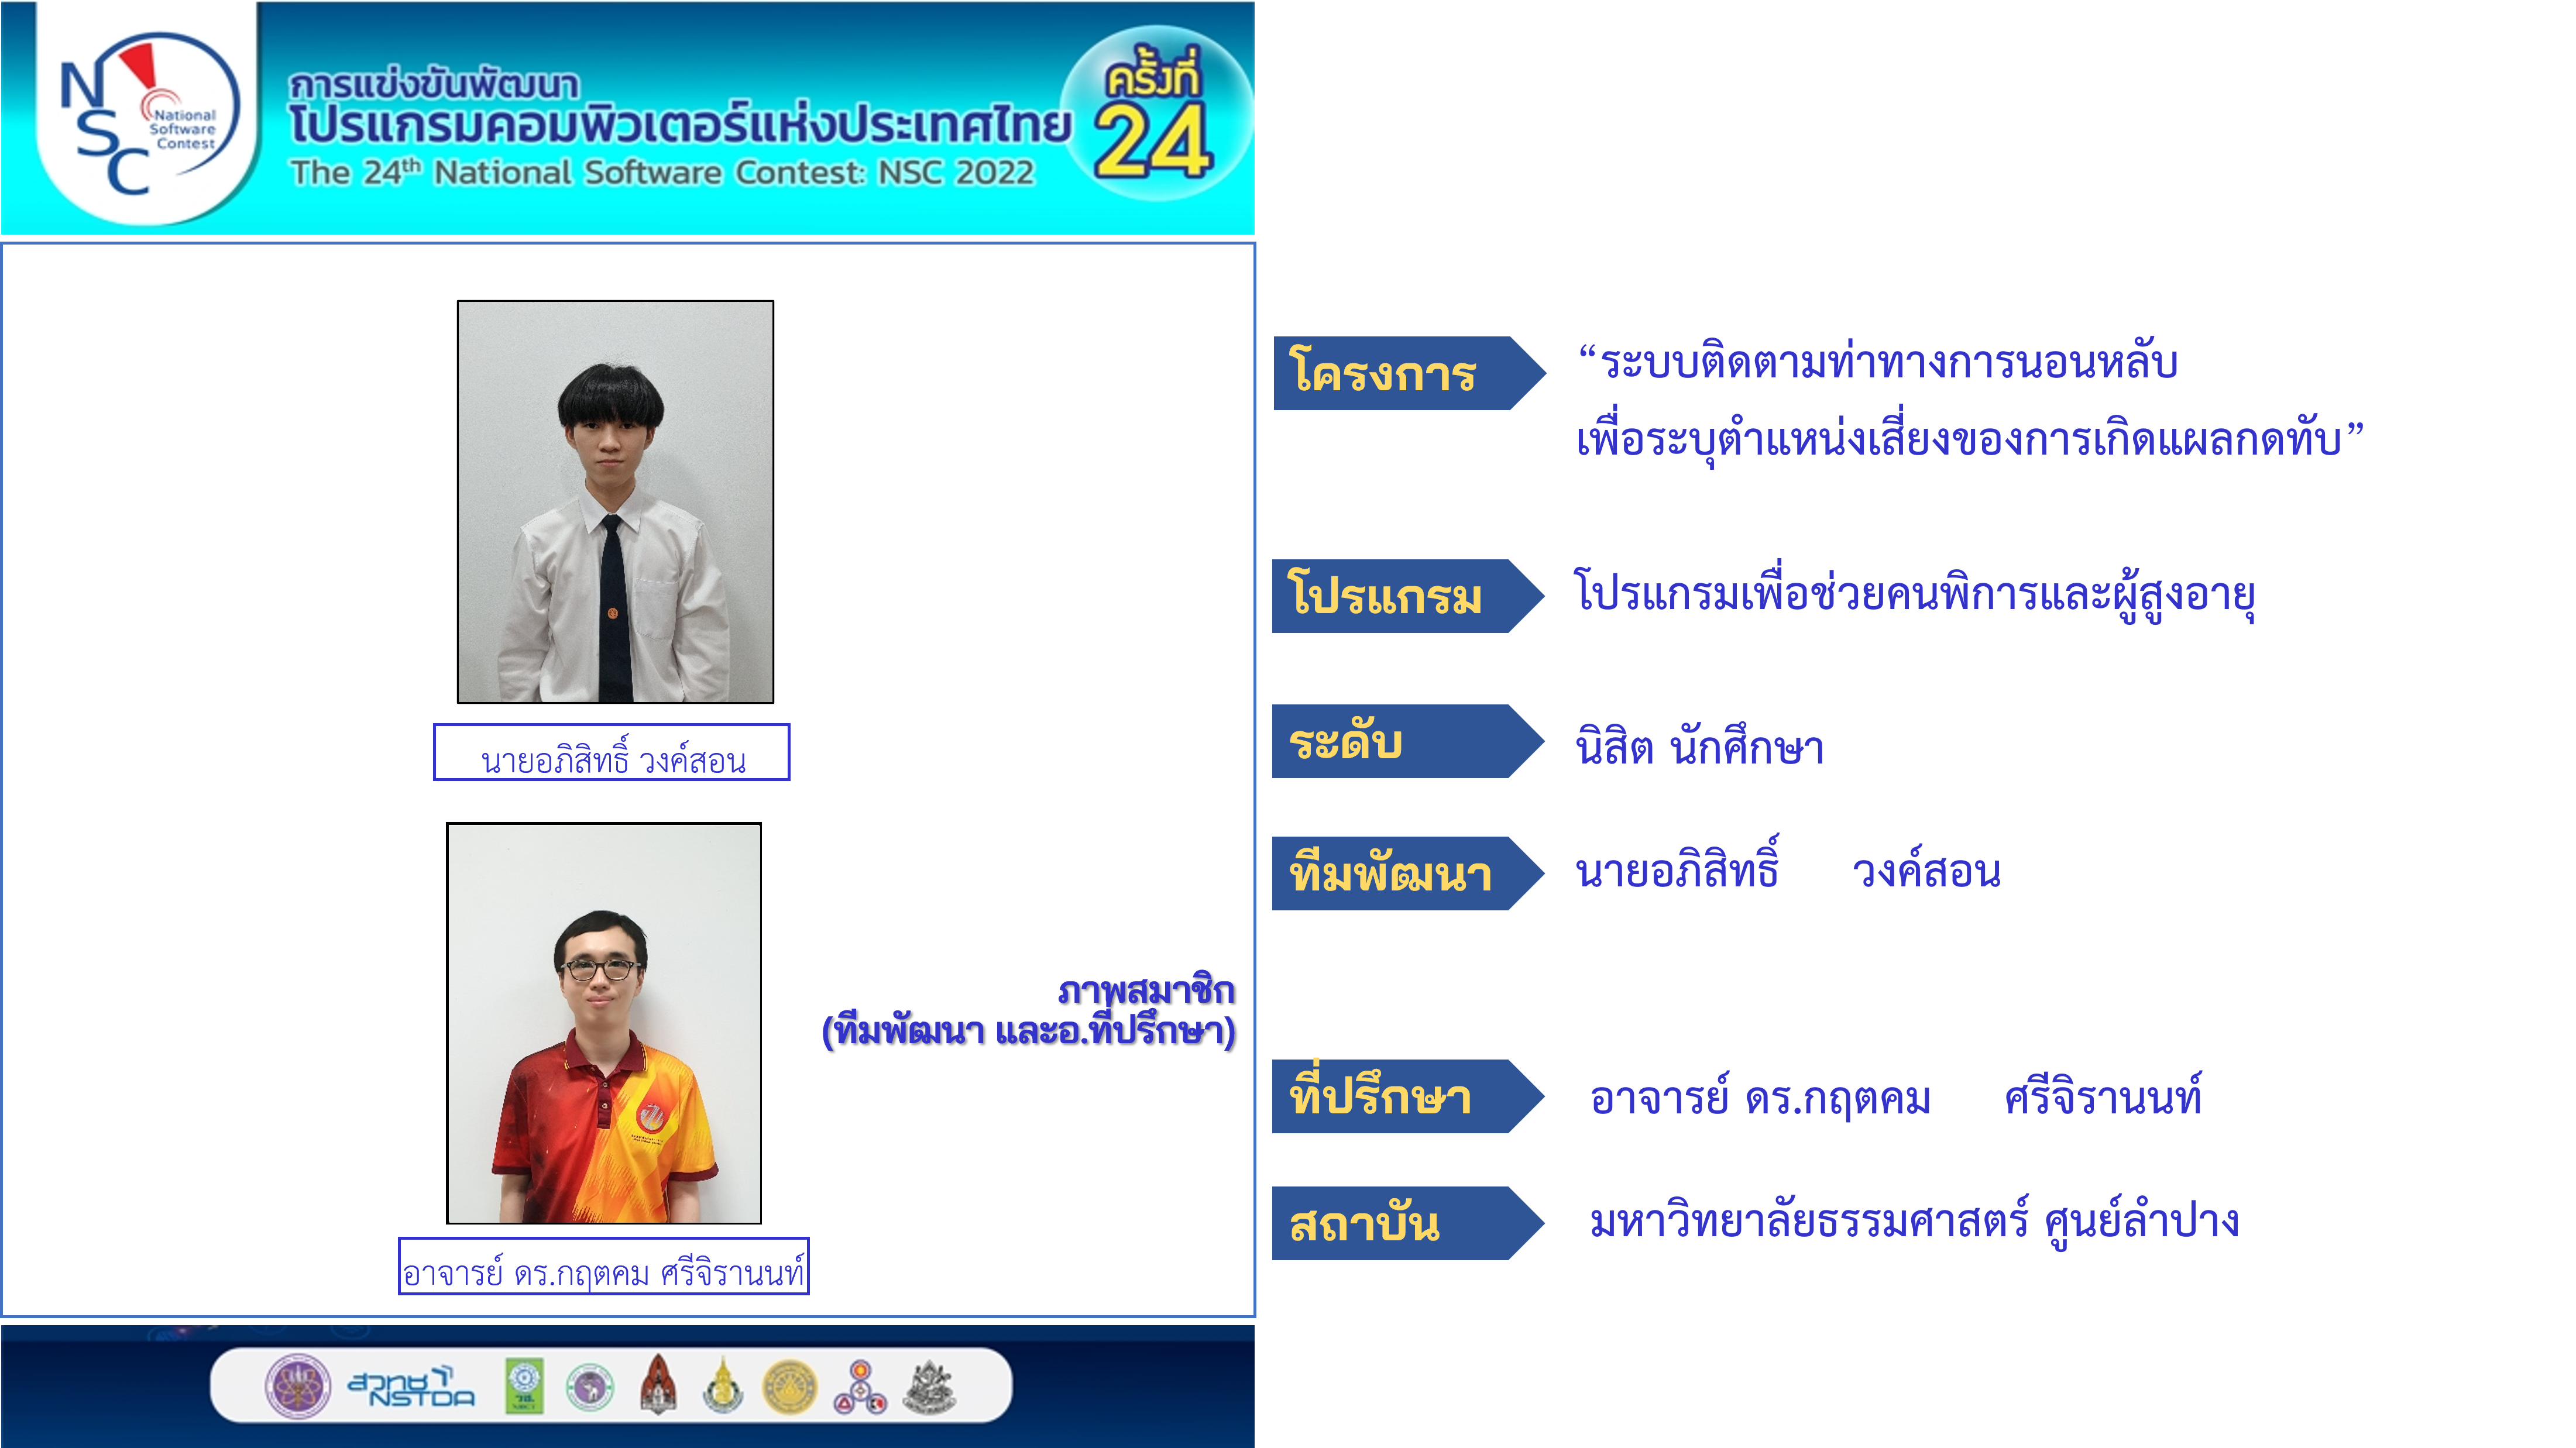 NSC
National
Software
Contest
การแข่งขันพัฒนา
โปรแกรมคอมพิวเตอร์แห่งประเทศไทย
The 24th National Software Contest: NSC 2022
ครั้งที่
24
นายอภิสิทธิ์ วงค์สอน
ภาพสมาชิก
(ทีมพัฒนา และอ.ที่ปรึกษา)
อาจารย์ ดร.กฤตคม ศรีจิรานนท์
สวทช
NSTDA
โครงการ
“ระบบติดตามท่าทางการนอนหลับ
เพื่อระบุตำแหน่งเสี่ยงของการเกิดแผลกดทับ”
โปรแกรม
โปรแกรมเพื่อช่วยคนพิการและผู้สูงอายุ
ระดับ
นิสิต นักศึกษา
ทีมพัฒนา
นายอภิสิทธิ์ วงค์สอน
ที่ปรึกษา
อาจารย์ ดร.กฤตคม ศรีจิรานนท์
สถาบัน
มหาวิทยาลัยธรรมศาสตร์ ศูนย์ลำปาง